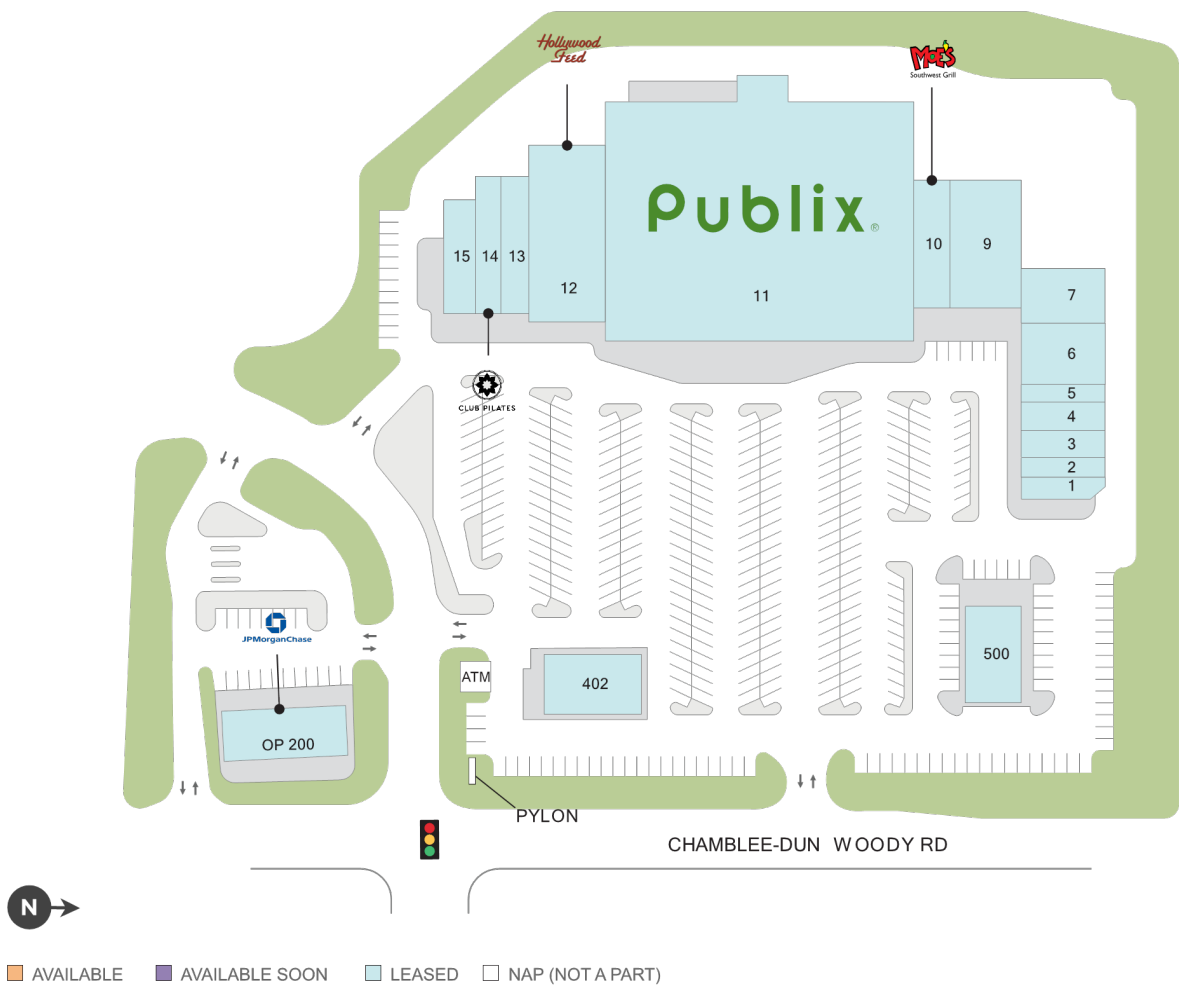 Hollywood
Feed
MOE'S
Southwest Grill
Publix®
15
14
13
12
11
10
9
7
6
5
4
3
2
1
CLUB PILATES
JPMorganChase
OP 200
ATM
402
500
PYLON
CHAMBLEE-DUN WOODY RD
N
AVAILABLE
AVAILABLE SOON
LEASED
NAP (NOT A PART)